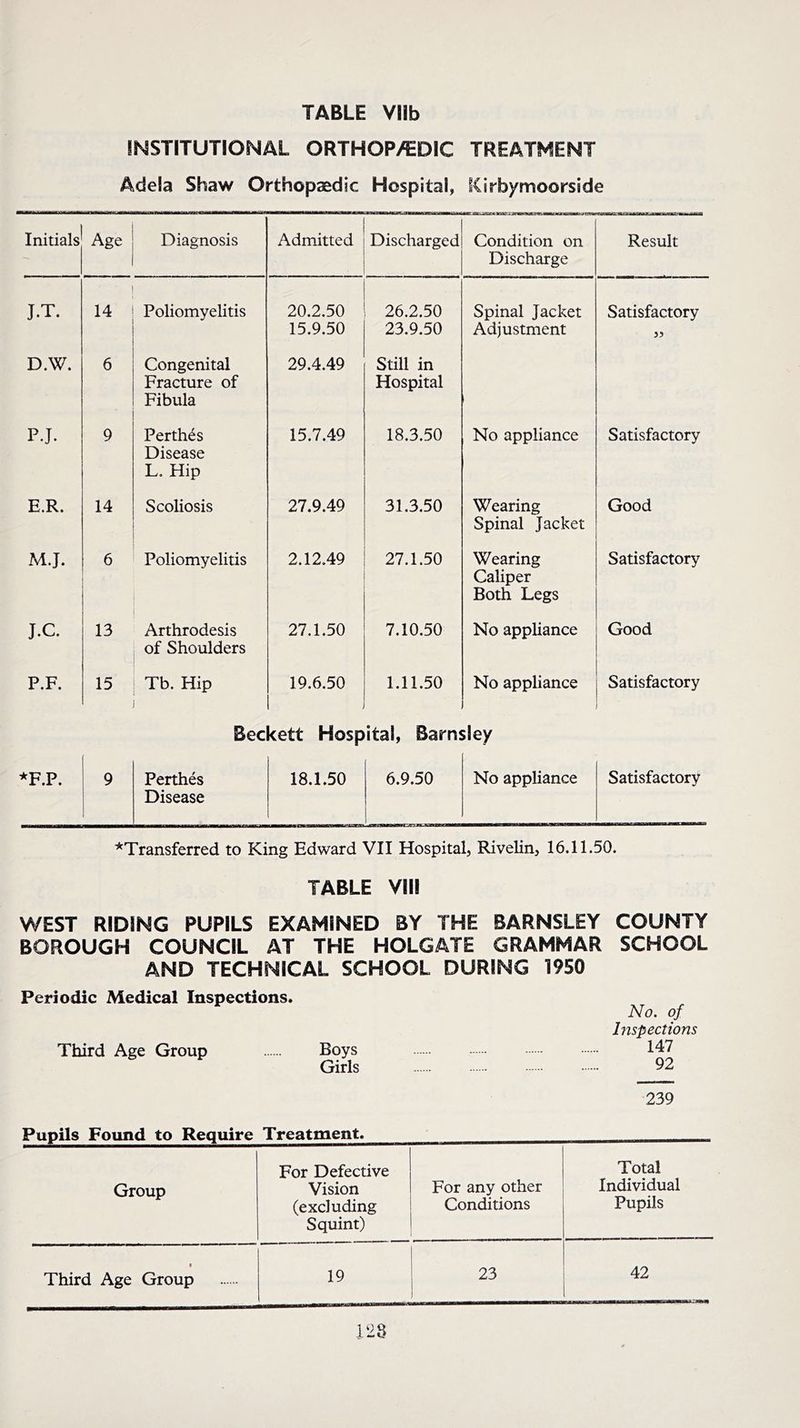 TABLE VIIb
INSTITUTIONAL ORTHOPÆDIC TREATMENT
Adela Shaw Orthopædic Hospital, Kirbymoorside
Initials Age Diagnosis Admitted Discharged Condition on Discharge Result
J.T. 14 Poliomyelitis 20.2.50 26.2.50 Spinal Jacket Satisfactory
15.9.50 23.9.50 Adjustment ,,
D.W. 6 Congenital 29.4.49 Still in
Fracture of Hospital
Fibula
P.J. 9 Perthés 15.7.49 18.3.50 No appliance Satisfactory
Disease
L. Hip
E.R. 14 Scoliosis 27.9.49 31.3.50 Wearing Good
Spinal Jacket
M.J. 6 Poliomyelitis 2.12.49 27.1.50 Wearing Satisfactory
Caliper
Both Legs
J.C. 13 Arthrodesis 27.1.50 7.10.50 No appliance Good
of Shoulders
P.F. 15 Tb. Hip 19.6.50 1.11.50 No appliance Satisfactory
Beckett Hospital, Barnsley
*F.P. 9 Perthés 18.1.50 6.9.50 No appliance Satisfactory
Disease
*Transferred to King Edward VII Hospital, Rivelin, 16.11.50.
TABLE VIII
WEST RIDING PUPILS EXAMINED BY THE BARNSLEY COUNTY
BOROUGH COUNCIL AT THE HOLGATE GRAMMAR SCHOOL
AND TECHNICAL SCHOOL DURING 1950
Periodic Medical Inspections.
No. of
Inspections
Third Age Group ...... Boys ...... ...... ...... ...... 147
Girls ...... ...... ...... ...... 92
239
Pupils Found to Require Treatment.
Group For Defective Vision (excluding Squint) For any other Conditions Total Individual Pupils
Third Age Group ...... 19 23 42
128